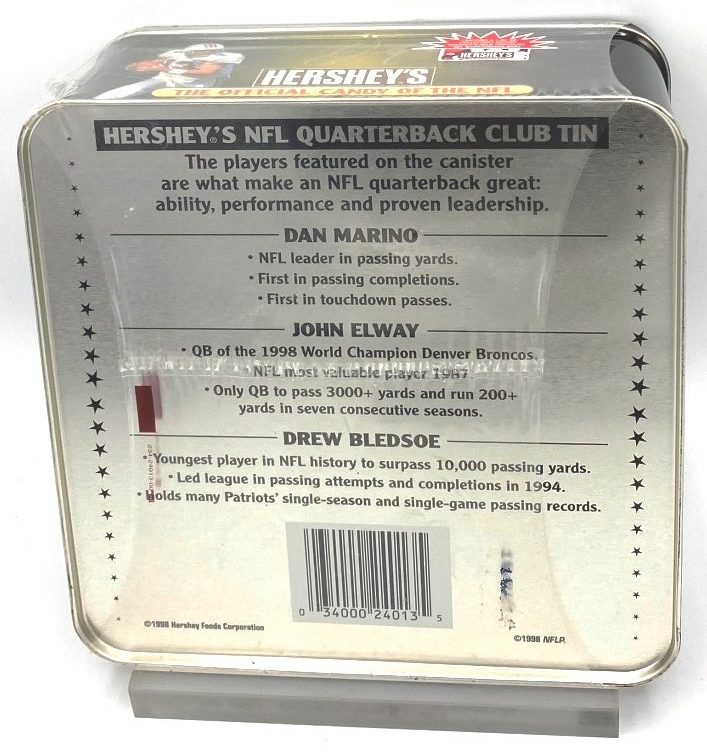 HERSHEY'S
HERSHEY'S
THE OFFICIAL CANDY OF THE NFL
HERSHEY®'S NFL QUARTERBACK CLUB TIN
The players featured on the canister
are what make an NFL quarterback great:
ability, performance and proven leadership.
DAN MARINO
• NFL leader in passing yards.
• First in passing completions.
• First in touchdown passes.
JOHN ELWAY
• QB of the 1998 World Champion Denver Broncos.
• NFL most valuable player 1987
• Only QB to pass 3000+ yards and run 200+
yards in seven consecutive seasons.
DREW BLEDSOE
• Youngest player in NFL history to surpass 10,000 passing yards.
• Led league in passing attempts and completions in 1994.
• Holds many Patriots' single-season and single-game passing records.
0 34000 24013 5
©1998 Hershey Foods Corporation
©1998 NFLP.